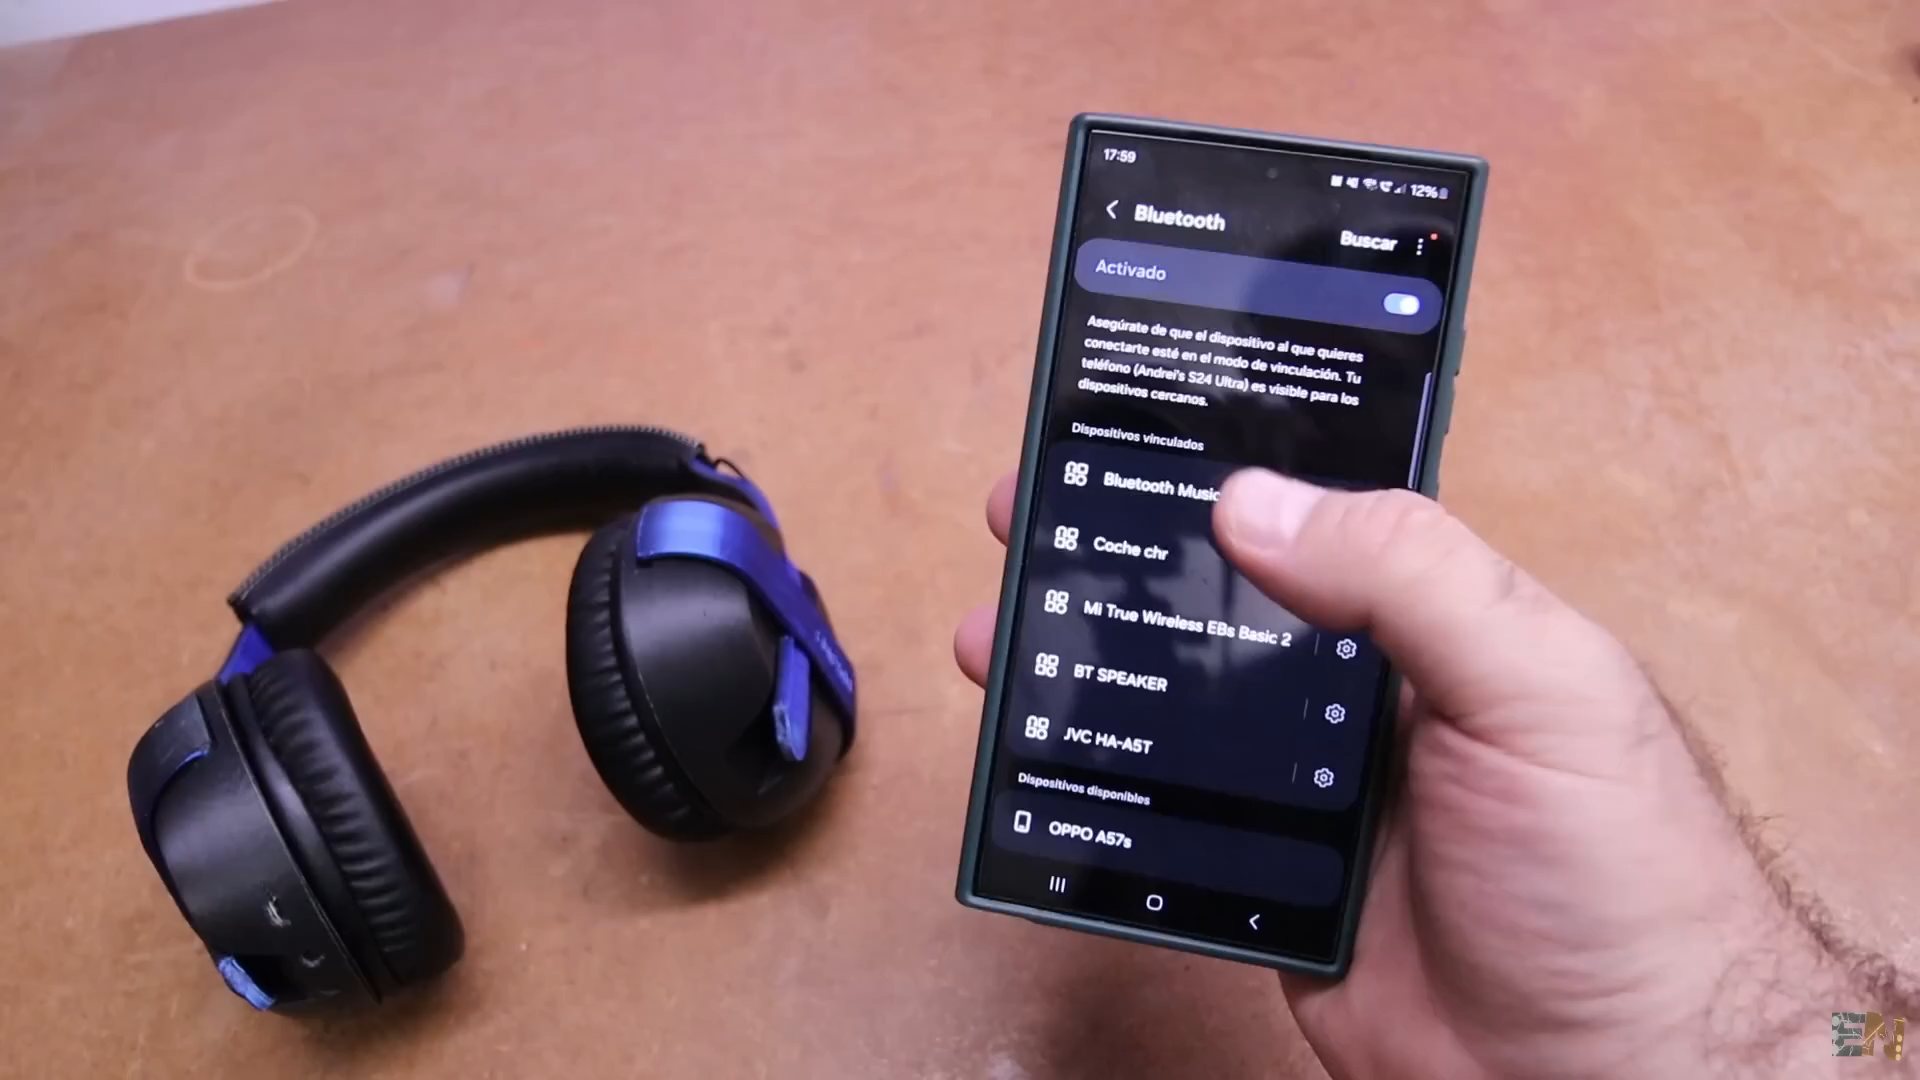 17:59
12%
Bluetooth
Buscar
Activado
Asegúrate de que el dispositivo al que quieres
conectarte esté en el modo de vinculación. Tu
teléfono (Andrei's S24 Ultra) es visible para los
dispositivos cercanos.
Dispositivos vinculados
Bluetooth Music
Coche chr
Mi True Wireless EBs Basic 2
BT SPEAKER
JVC HA-A5T
Dispositivos disponibles
OPPO A57s
EN